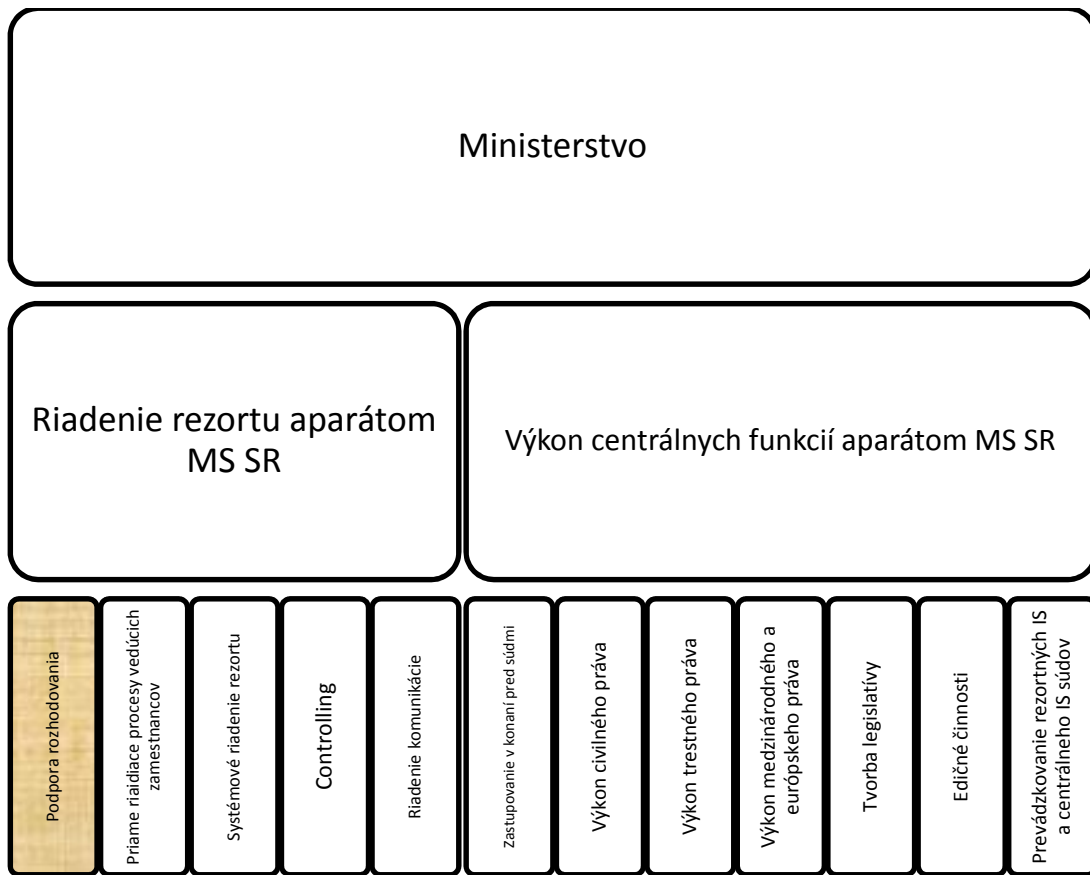 Ministerstvo
Riadenie rezortu aparátom
MS SR
Výkon centrálnych funkcií aparátom MS SR
Podpora rozhodovania
Priame riaidiace procesy vedúcich
zamestnancov
Systémové riadenie rezortu
Controlling
Riadenie komunikácie
Zastupovanie v konaní pred súdmi
Výkon civilného práva
Výkon trestného práva
Výkon medzinárodného a
európskeho práva
Tvorba legislatívy
Edičné činnosti
Prevádzkovanie rezortných IS
a centrálneho IS súdov